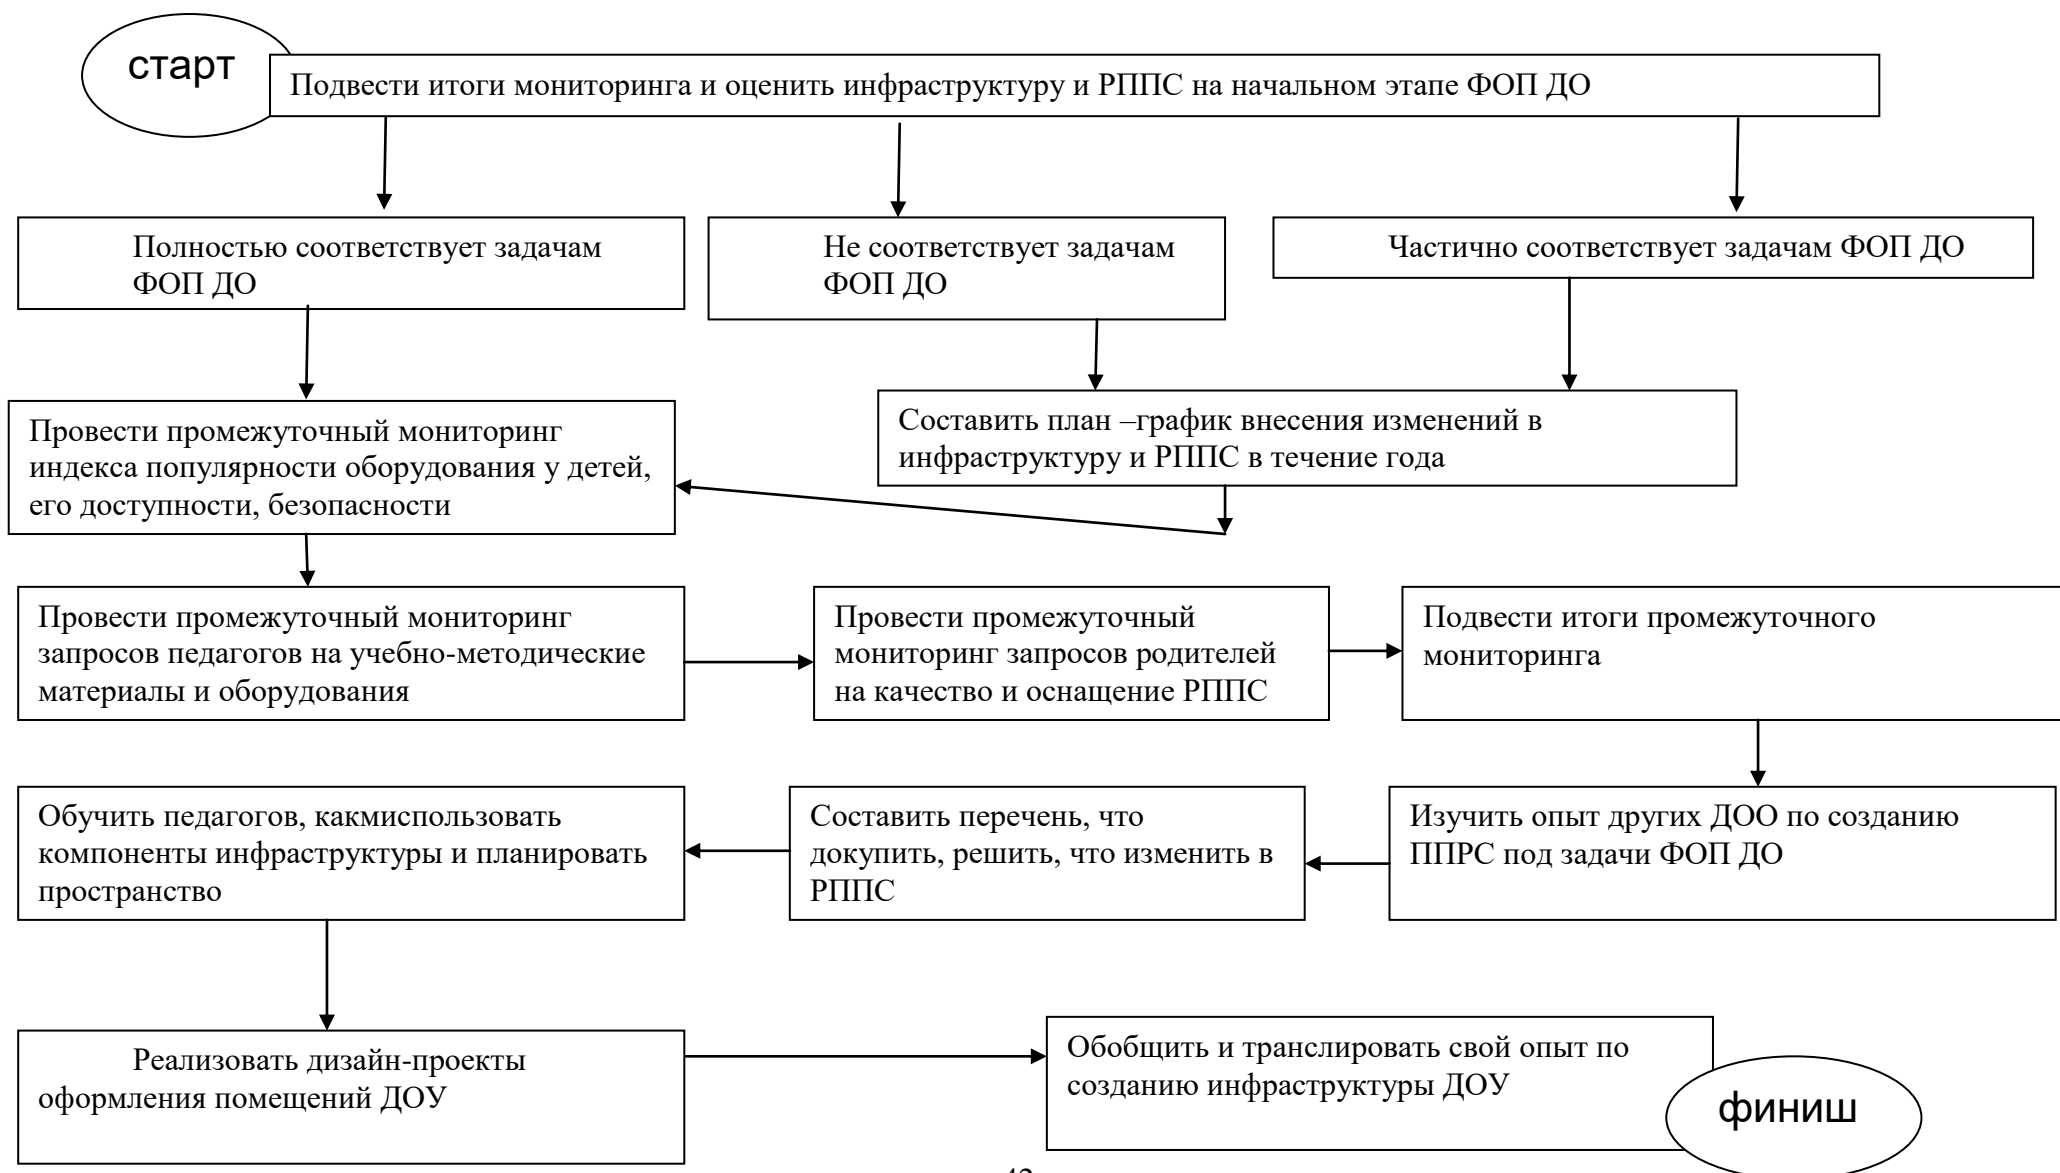 старт
Подвести итоги мониторинга и оценить инфраструктуру и РППС на начальном этапе ФОП ДО
Полностью соответствует задачам
ФОП ДО
Не соответствует задачам
ФОП ДО
Частично соответствует задачам ФОП ДО
Провести промежуточный мониторинг
индекса популярности оборудования у детей,
его доступности, безопасности
Составить план –график внесения изменений в
инфраструктуру и РППС в течение года
Провести промежуточный мониторинг
запросов педагогов на учебно-методические
материалы и оборудования
Провести промежуточный
мониторинг запросов родителей
на качество и оснащение РППС
Подвести итоги промежуточного
мониторинга
Изучить опыт других ДОО по созданию
ППРС под задачи ФОП ДО
Составить перечень, что
докупить, решить, что изменить в
РППС
Обучить педагогов, какмиспользовать
компоненты инфраструктуры и планировать
пространство
Реализовать дизайн-проекты
оформления помещений ДОУ
Обобщить и транслировать свой опыт по
созданию инфраструктуры ДОУ
финиш